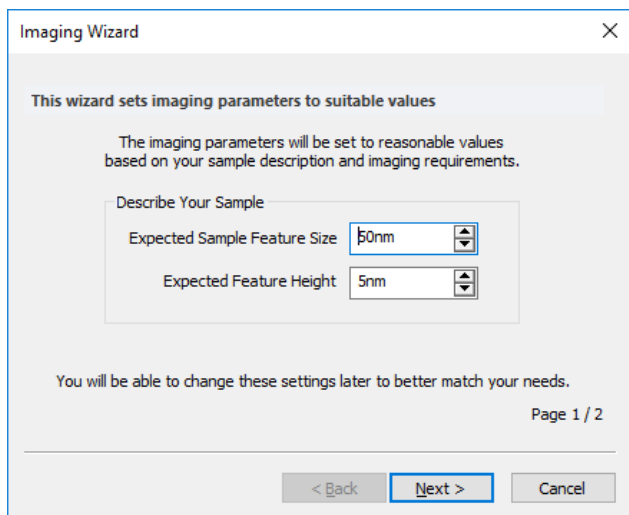 Imaging Wizard
This wizard sets imaging parameters to suitable values
The imaging parameters will be set to reasonable values
based on your sample description and imaging requirements.
Describe Your Sample
Expected Sample Feature Size 50nm
Expected Feature Height 5nm
You will be able to change these settings later to better match your needs.
Page 1 / 2
< Back Next > Cancel